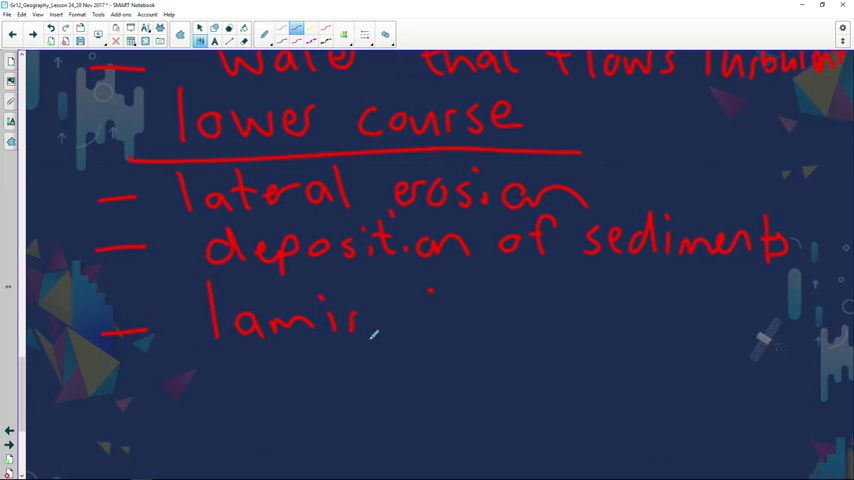 Gr12_Geography_Lesson 24_28 Nov 2017 * - SMART Notebook
File Edit View Insert Format Tools Add-ons Account Help
— Water that flows turbulent
lower course
— lateral erosion
— deposition of sediments
— lami